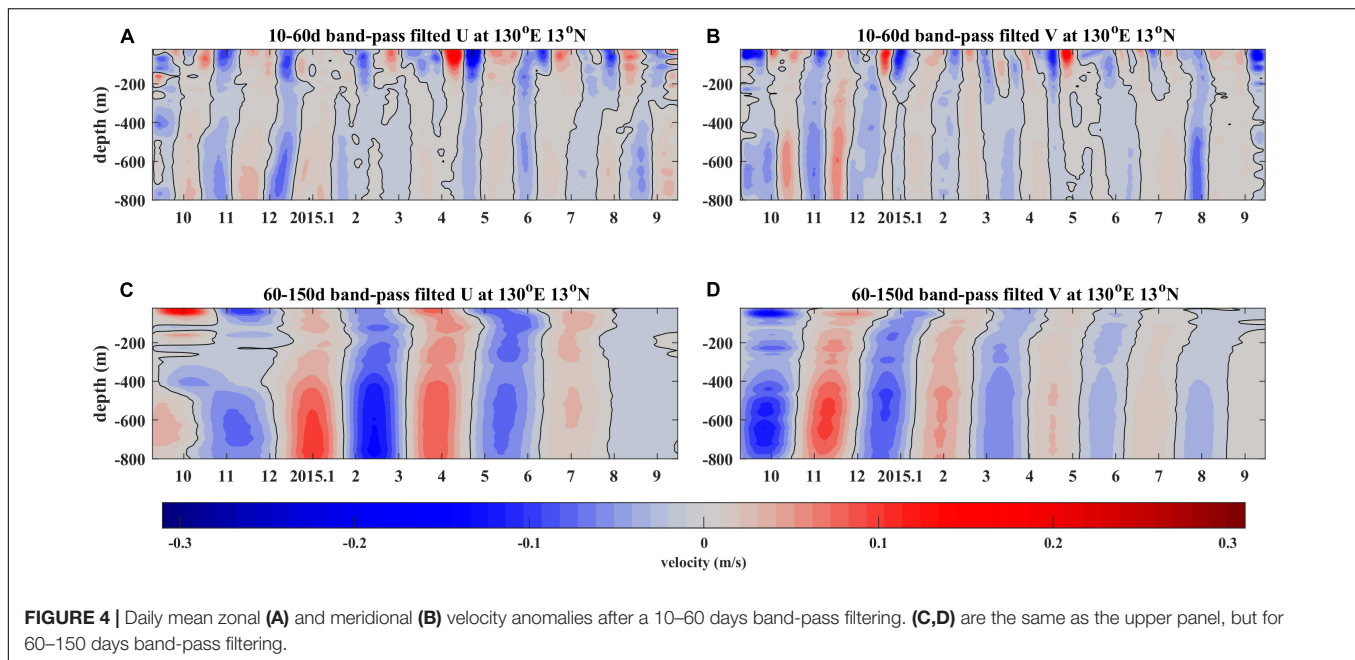 A
10-60d band-pass filted U at 130°E 13°N
depth (m)
-200
-400
-600
-800
10 11 12 2015.1 2 3 4 5 6 7 8 9
B
10-60d band-pass filted V at 130°E 13°N
depth (m)
-200
-400
-600
-800
10 11 12 2015.1 2 3 4 5 6 7 8 9
C
60-150d band-pass filted U at 130°E 13°N
depth (m)
-200
-400
-600
-800
10 11 12 2015.1 2 3 4 5 6 7 8 9
D
60-150d band-pass filted V at 130°E 13°N
depth (m)
-200
-400
-600
-800
10 11 12 2015.1 2 3 4 5 6 7 8 9
-0.3 -0.2 -0.1 0 0.1 0.2 0.3
velocity (m/s)
FIGURE 4 | Daily mean zonal (A) and meridional (B) velocity anomalies after a 10–60 days band-pass filtering. (C,D) are the same as the upper panel, but for
60–150 days band-pass filtering.